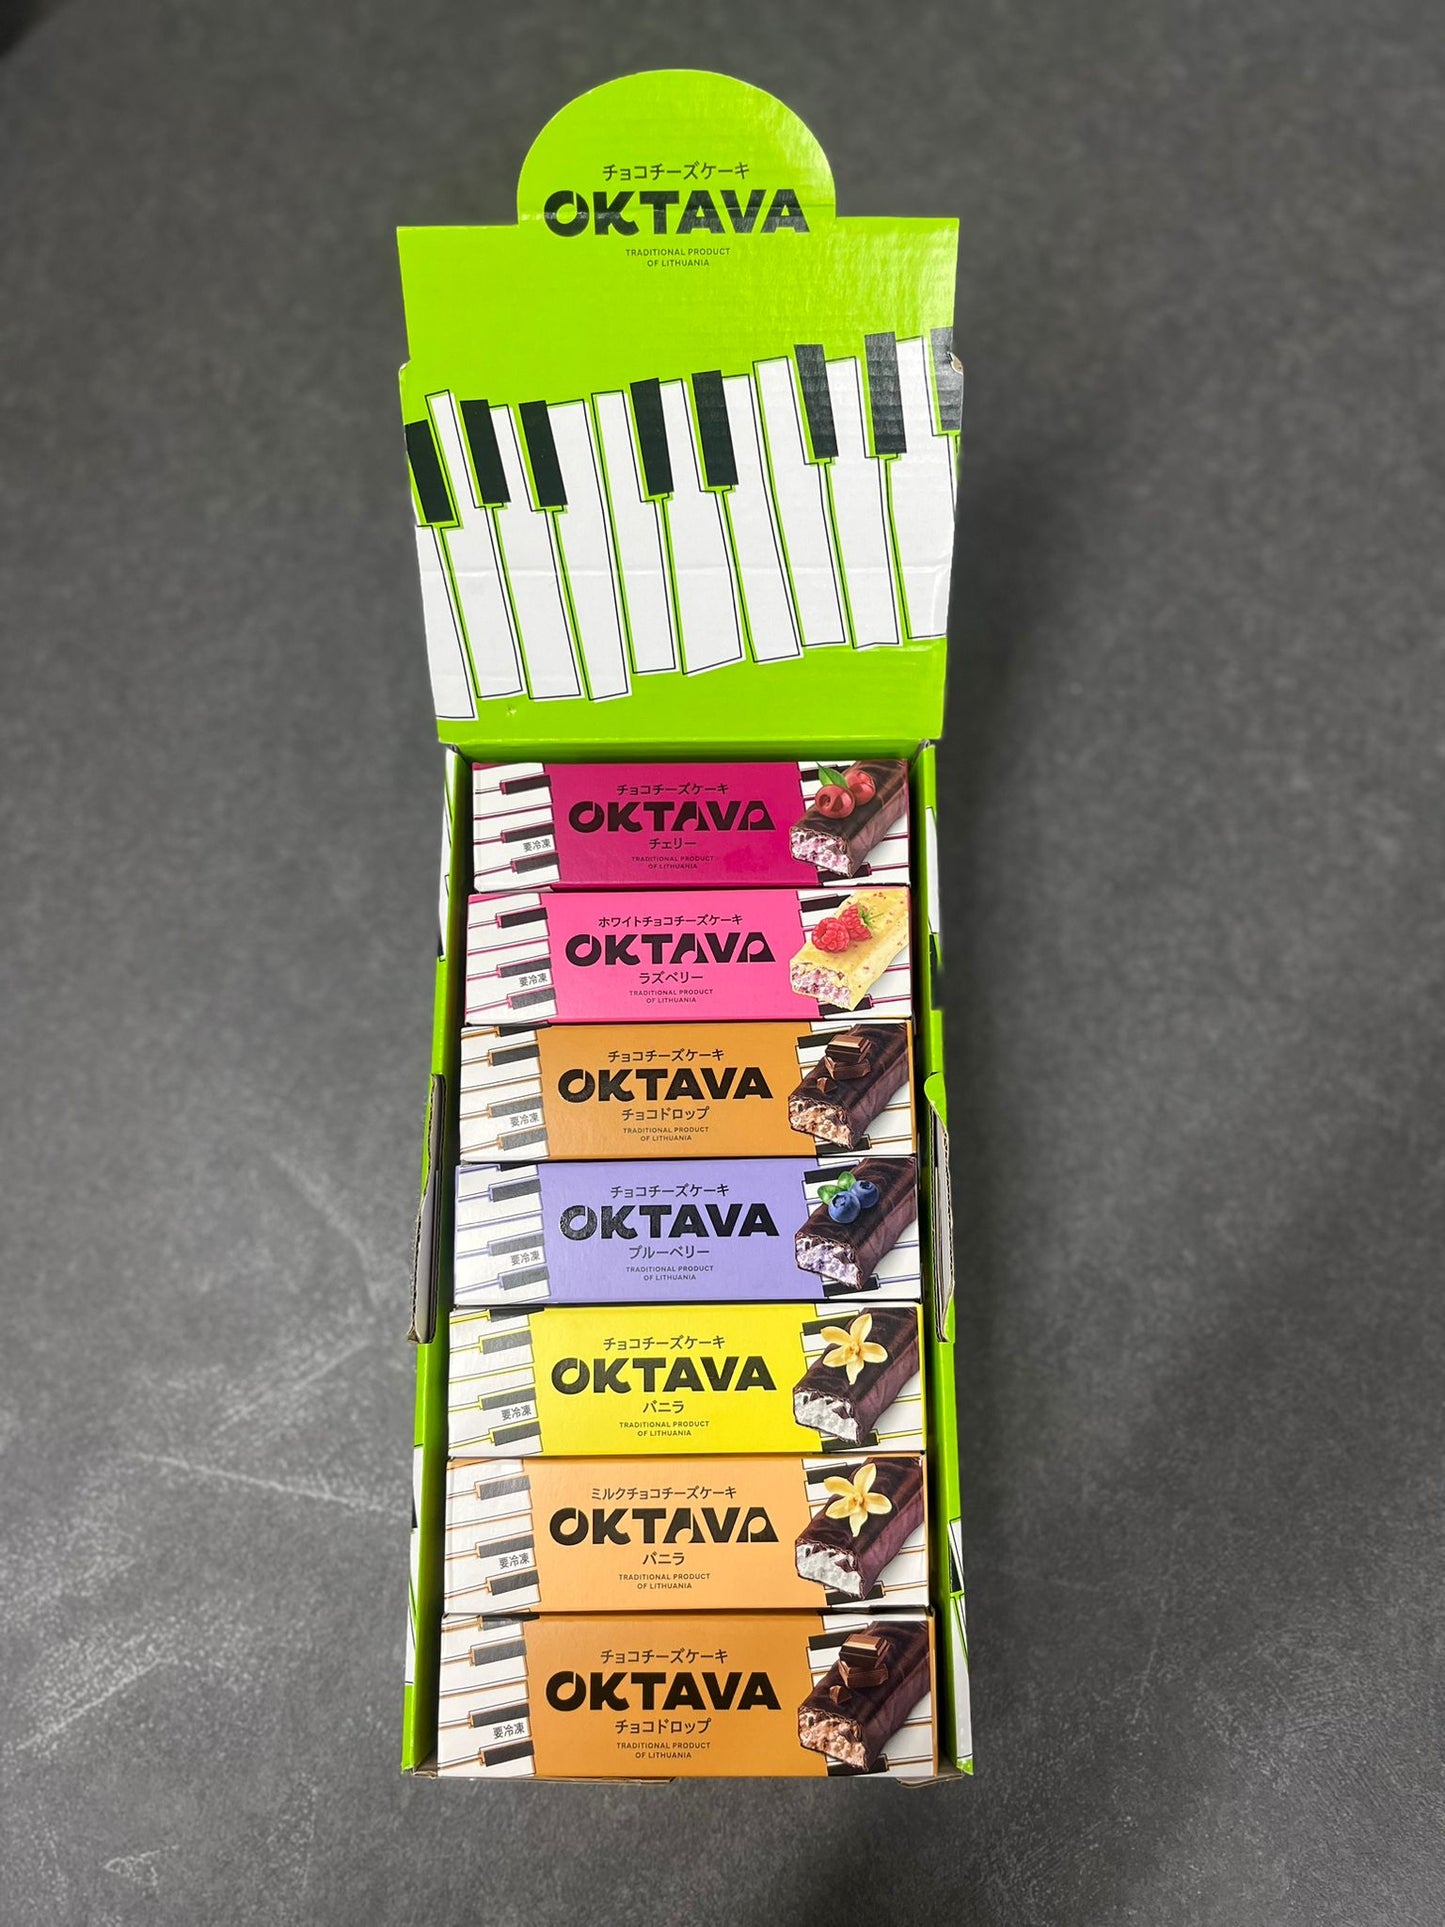 チョコチーズケーキ
OKTAVA
TRADITIONAL PRODUCT
OF LITHUANIA
チョコチーズケーキ
OKTAVA
チェリー
要冷凍
TRADITIONAL PRODUCT
OF LITHUANIA
ホワイトチョコチーズケーキ
OKTAVA
ラズベリー
要冷凍
TRADITIONAL PRODUCT
OF LITHUANIA
チョコチーズケーキ
OKTAVA
チョコドロップ
要冷凍
TRADITIONAL PRODUCT
OF LITHUANIA
チョコチーズケーキ
OKTAVA
ブルーベリー
要冷凍
TRADITIONAL PRODUCT
OF LITHUANIA
チョコチーズケーキ
OKTAVA
バニラ
要冷凍
TRADITIONAL PRODUCT
OF LITHUANIA
ミルクチョコチーズケーキ
OKTAVA
バニラ
要冷凍
TRADITIONAL PRODUCT
OF LITHUANIA
チョコチーズケーキ
OKTAVA
チョコドロップ
要冷凍
TRADITIONAL PRODUCT
OF LITHUANIA